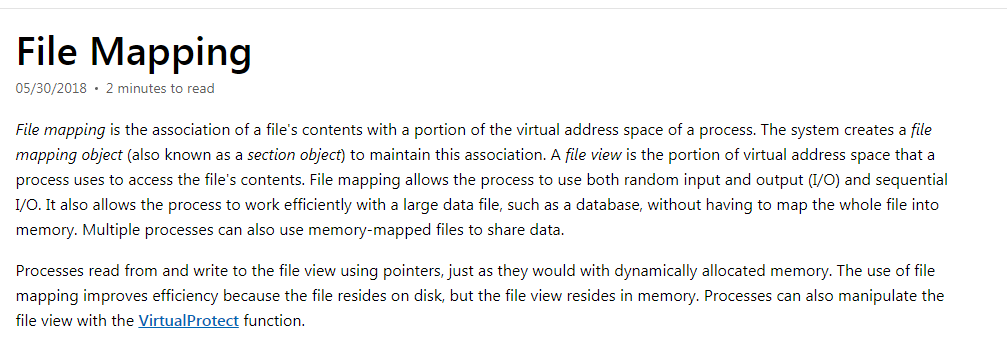 File Mapping
05/30/2018 • 2 minutes to read
File mapping is the association of a file's contents with a portion of the virtual address space of a process. The system creates a file
mapping object (also known as a section object) to maintain this association. A file view is the portion of virtual address space that a
process uses to access the file's contents. File mapping allows the process to use both random input and output (I/O) and sequential
I/O. It also allows the process to work efficiently with a large data file, such as a database, without having to map the whole file into
memory. Multiple processes can also use memory-mapped files to share data.
Processes read from and write to the file view using pointers, just as they would with dynamically allocated memory. The use of file
mapping improves efficiency because the file resides on disk, but the file view resides in memory. Processes can also manipulate the
file view with the VirtualProtect function.